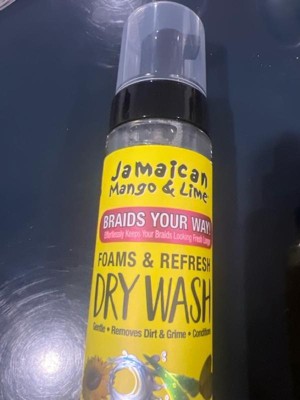 Jamaican
Mango & Lime
BRAIDS YOUR WAY!
Effortlessly Keeps Your Braids Looking Fresh Longer
FOAMS & REFRESH
DRY WASH
Gentle • Removes Dirt & Grime • Conditions